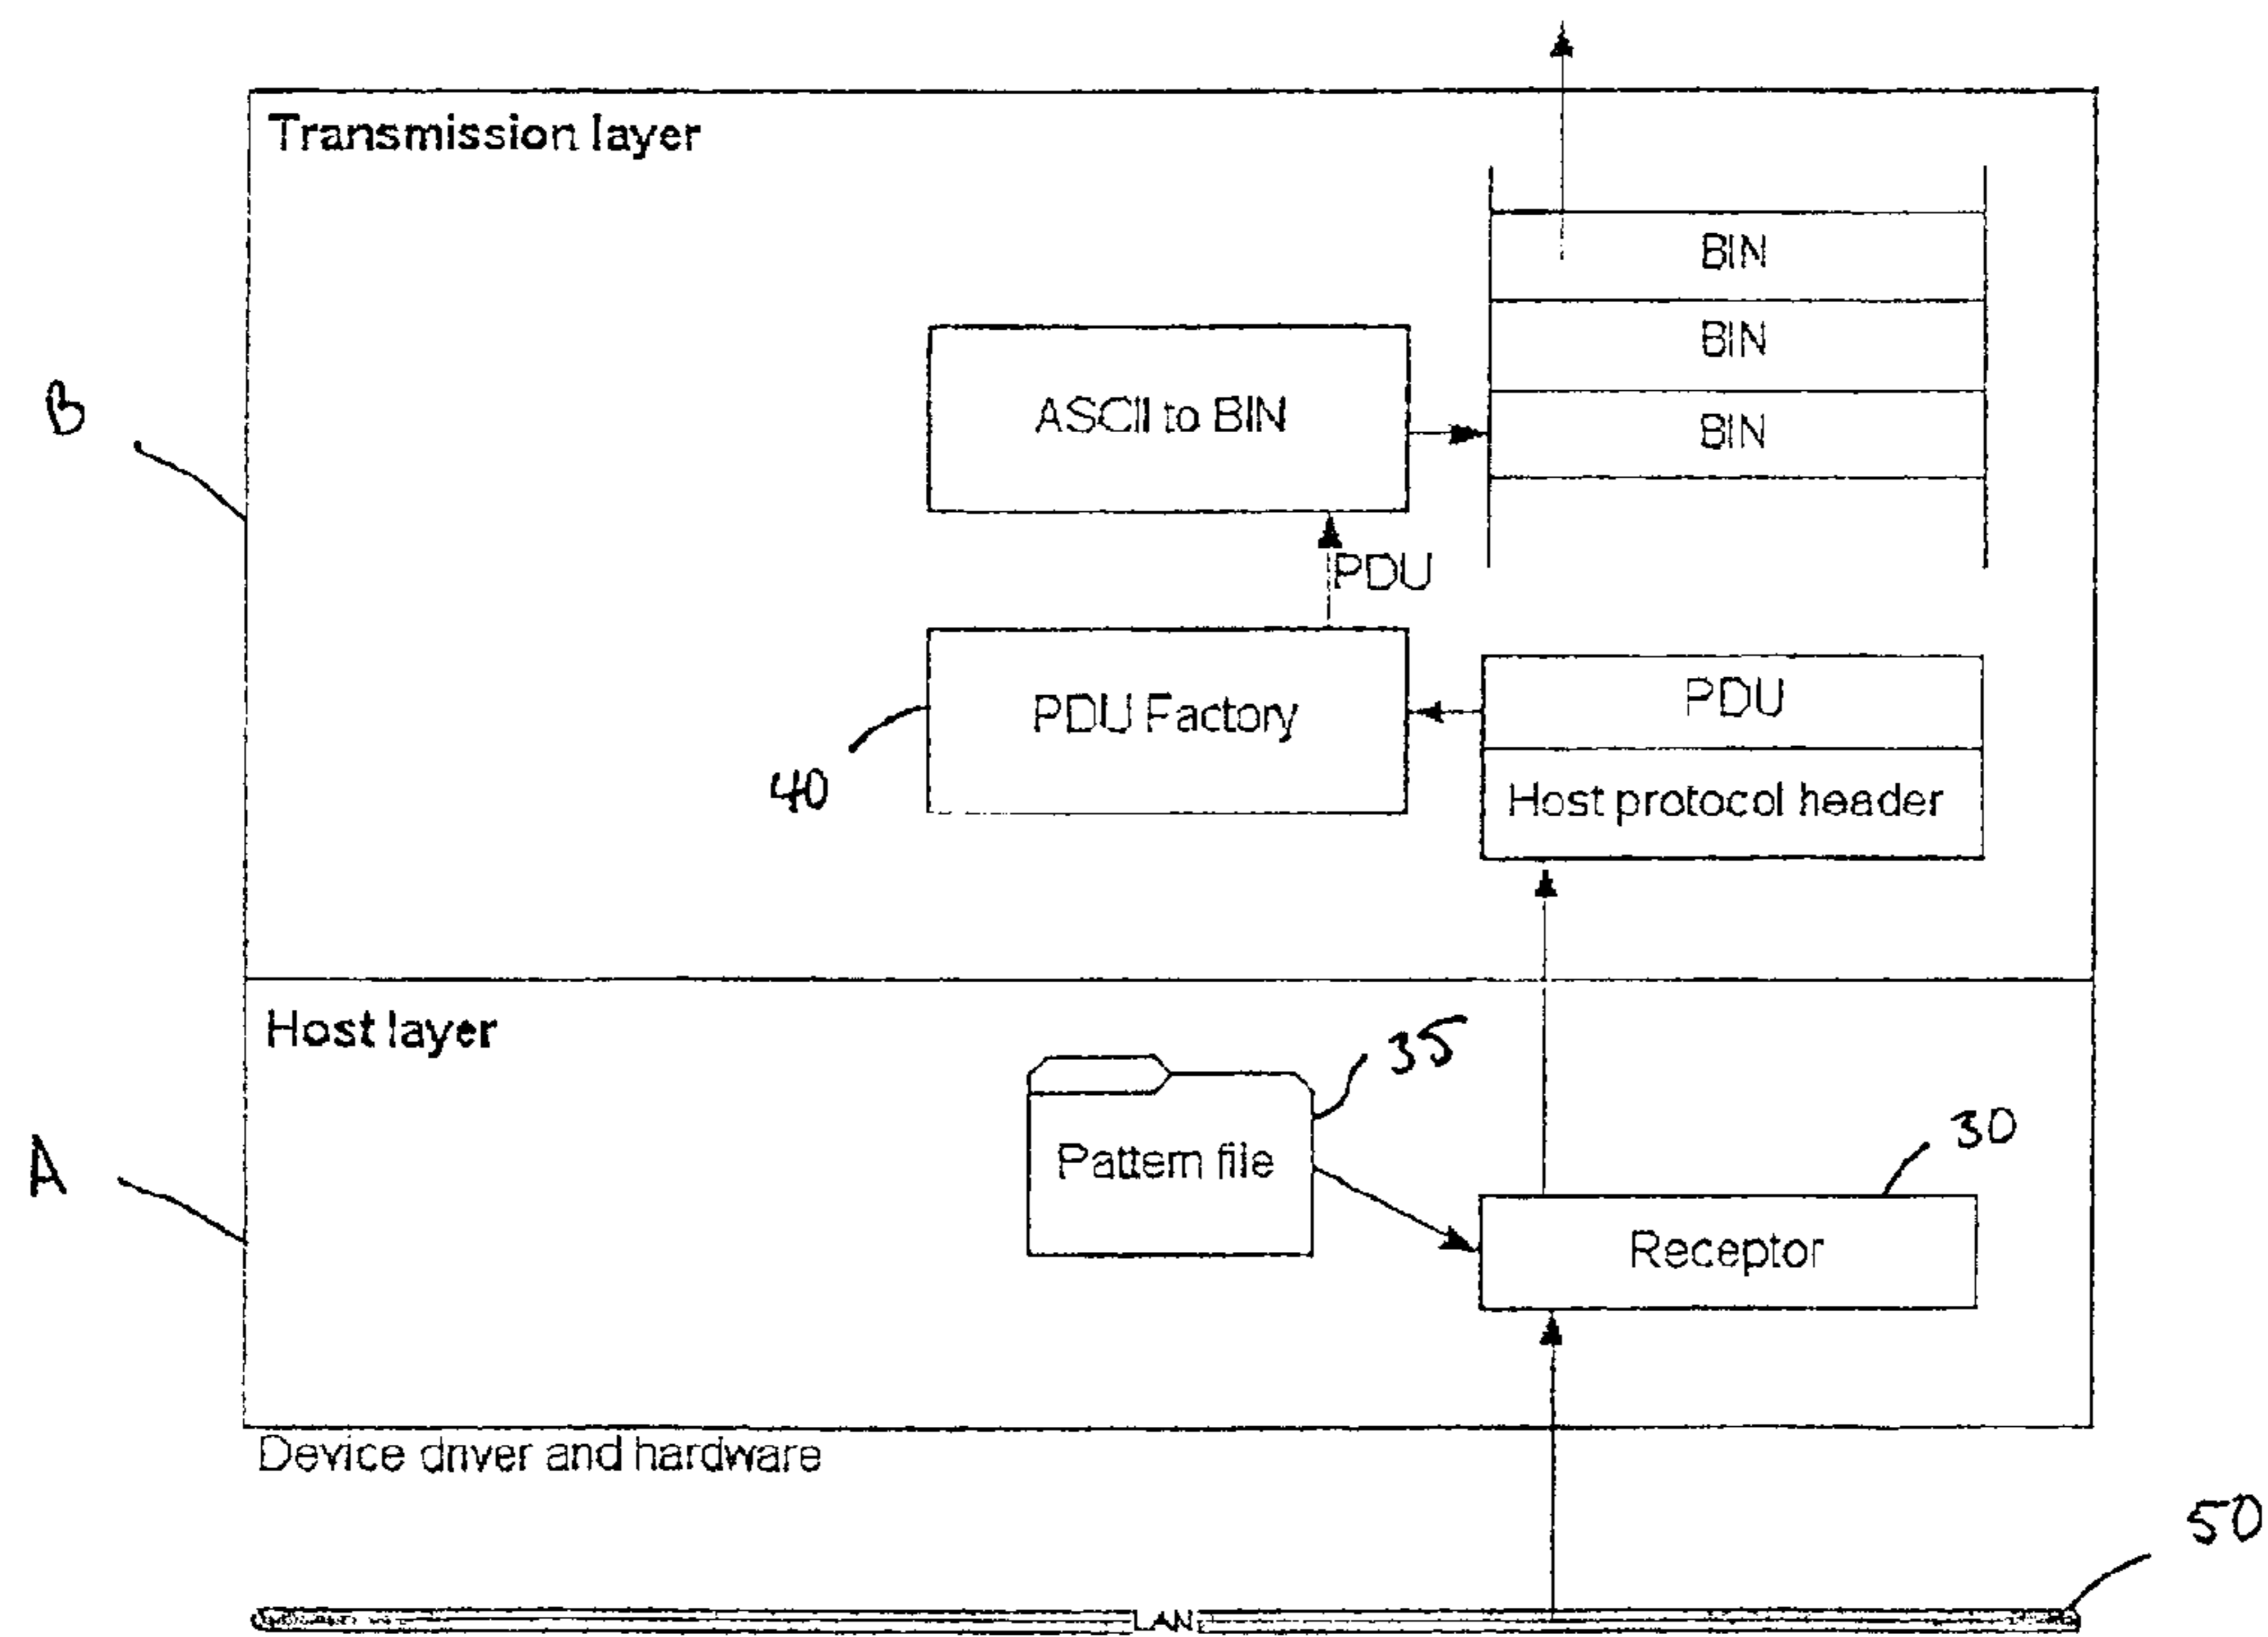 Transmission layer
BIN
BIN
B
ASCII to BIN
BIN
PDU
PDU Factory
PDU
40
Host protocol header
Host layer
35
Pattern file
30
A
Receptor
Device driver and hardware
50
LAN